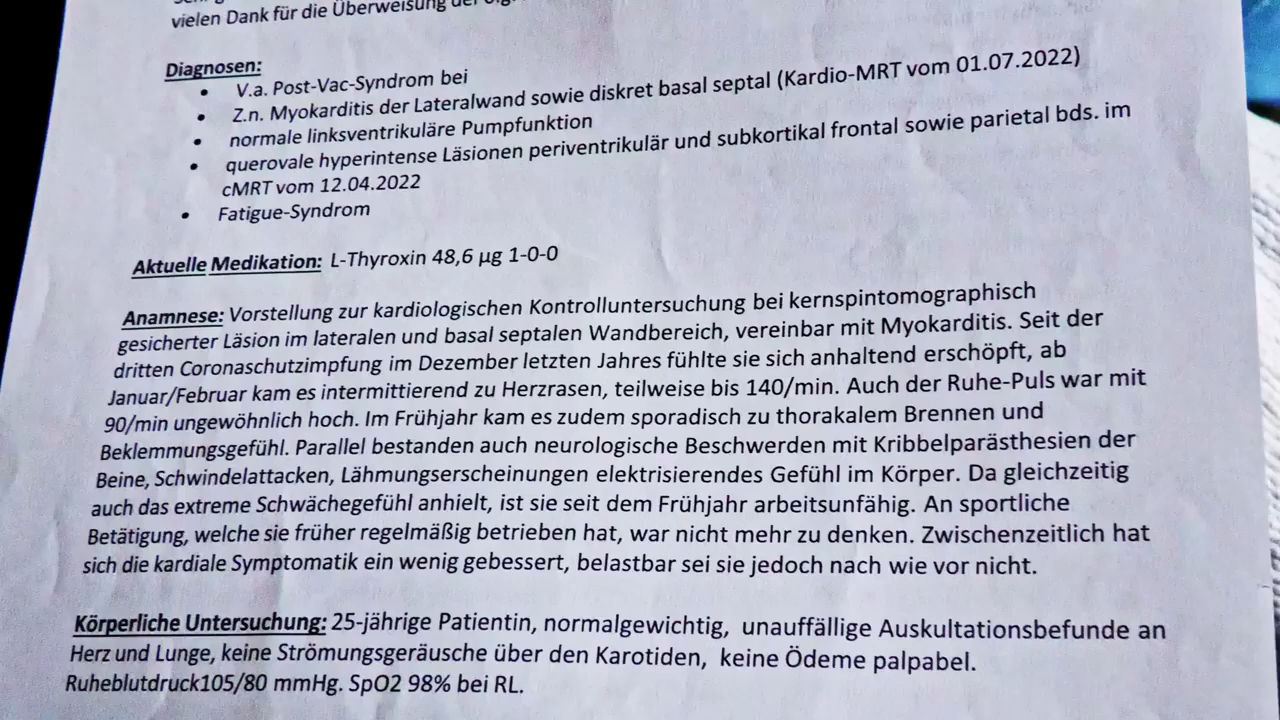 vielen Dank für die Überweisung
Diagnosen:
• V.a. Post-Vac-Syndrom bei
• Z.n. Myokarditis der Lateralwand sowie diskret basal septal (Kardio-MRT vom 01.07.2022)
• normale linksventrikuläre Pumpfunktion
• querovale hyperintense Läsionen periventrikulär und subkortikal frontal sowie parietal bds. im
cMRT vom 12.04.2022
• Fatigue-Syndrom
Aktuelle Medikation: L-Thyroxin 48,6 µg 1-0-0
Anamnese: Vorstellung zur kardiologischen Kontrolluntersuchung bei kernspintomographisch
gesicherter Läsion im lateralen und basal septalen Wandbereich, vereinbar mit Myokarditis. Seit der
dritten Coronaschutzimpfung im Dezember letzten Jahres fühlte sie sich anhaltend erschöpft, ab
Januar/Februar kam es intermittierend zu Herzrasen, teilweise bis 140/min. Auch der Ruhe-Puls war mit
90/min ungewöhnlich hoch. Im Frühjahr kam es zudem sporadisch zu thorakalem Brennen und
Beklemmungsgefühl. Parallel bestanden auch neurologische Beschwerden mit Kribbelparästhesien der
Beine, Schwindelattacken, Lähmungserscheinungen elektrisierendes Gefühl im Körper. Da gleichzeitig
auch das extreme Schwächegefühl anhielt, ist sie seit dem Frühjahr arbeitsunfähig. An sportliche
Betätigung, welche sie früher regelmäßig betrieben hat, war nicht mehr zu denken. Zwischenzeitlich hat
sich die kardiale Symptomatik ein wenig gebessert, belastbar sei sie jedoch nach wie vor nicht.
Körperliche Untersuchung: 25-jährige Patientin, normalgewichtig, unauffällige Auskultationsbefunde an
Herz und Lunge, keine Strömungsgeräusche über den Karotiden, keine Ödeme palpabel.
Ruheblutdruck105/80 mmHg. SpO2 98% bei RL.